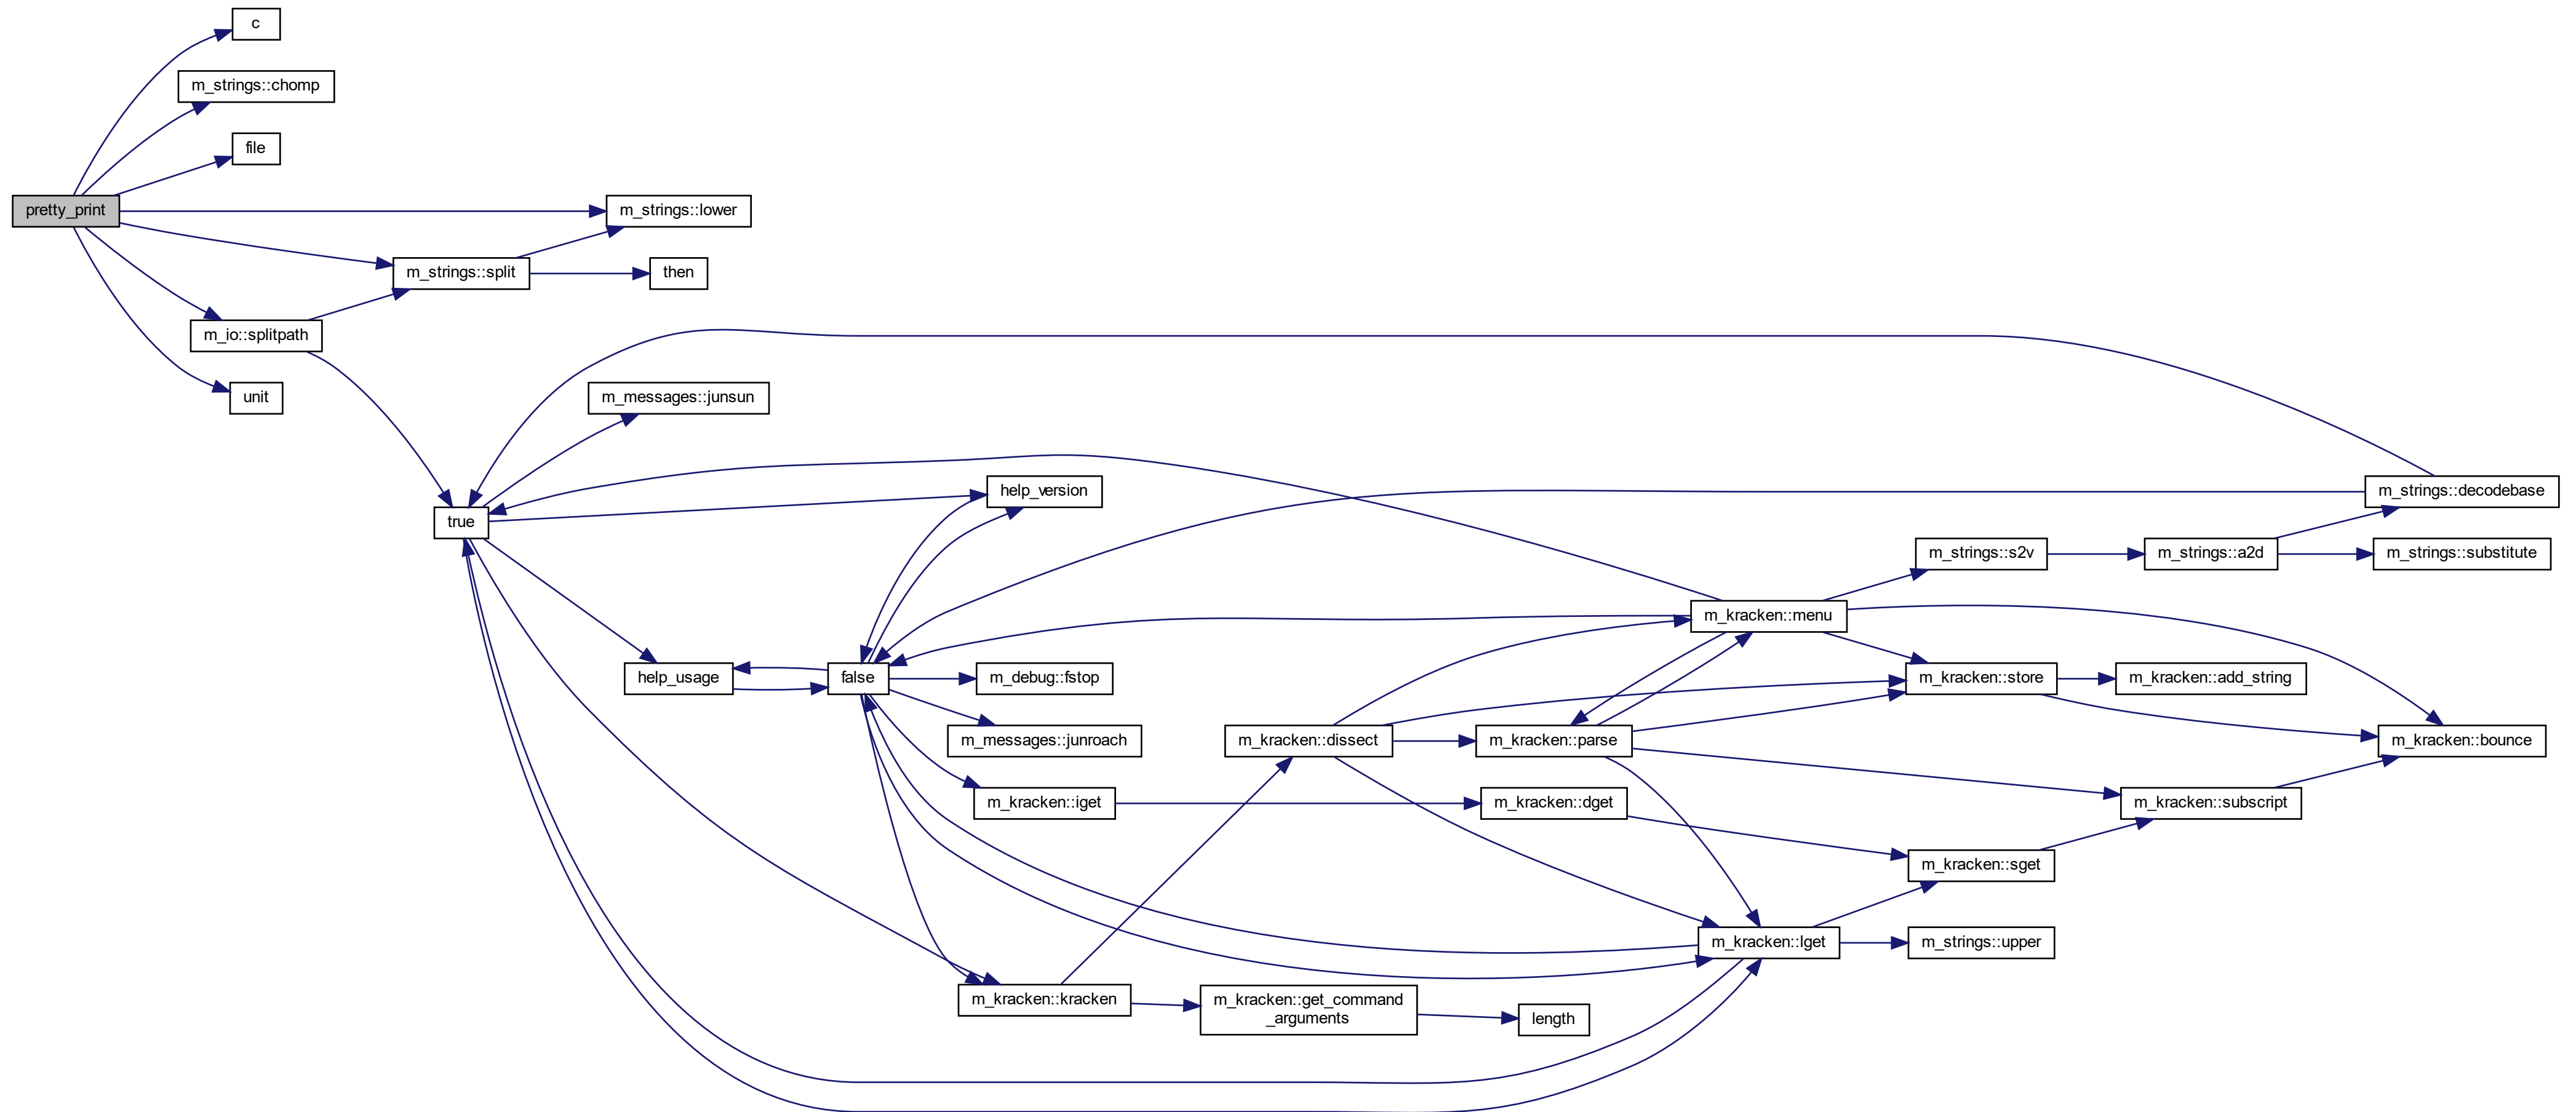 c
m_strings::chomp
file
pretty_print
m_strings::lower
m_strings::split
then
m_io::splitpath
unit
m_messages::junsun
help_version
m_strings::decodebase
true
m_strings::s2v
m_strings::a2d
m_strings::substitute
m_kracken::menu
help_usage
false
m_debug::fstop
m_kracken::store
m_kracken::add_string
m_messages::junroach
m_kracken::dissect
m_kracken::parse
m_kracken::bounce
m_kracken::iget
m_kracken::dget
m_kracken::subscript
m_kracken::sget
m_kracken::lget
m_strings::upper
m_kracken::kracken
m_kracken::get_command
_arguments
length